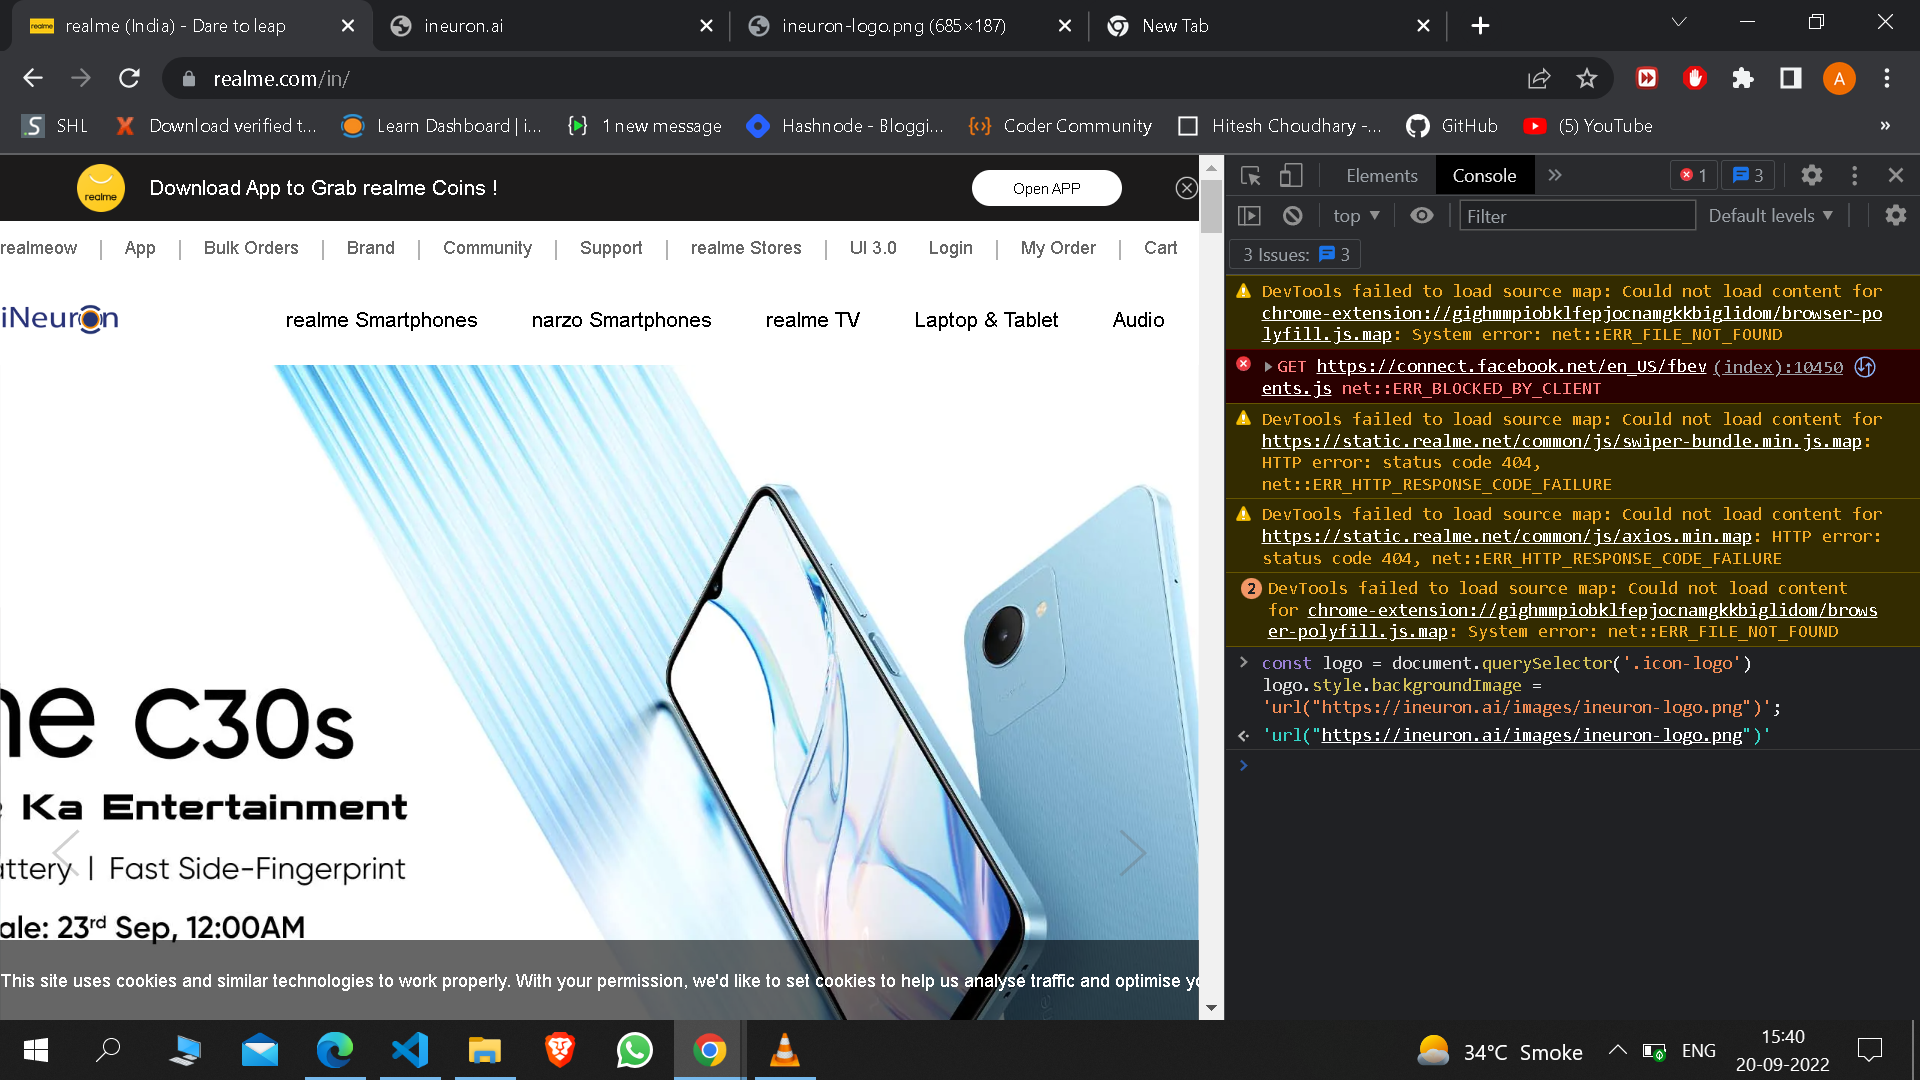 realme (India) - Dare to leap
ineuron.ai
ineuron-logo.png (685×187)
New Tab
realme.com/in/
A
SHL
Download verified t...
Learn Dashboard | i...
1 new message
Hashnode - Bloggi...
Coder Community
Hitesh Choudhary -...
GitHub
(5) YouTube
»
realme
Download App to Grab realme Coins !
Open APP
realmeow | App | Bulk Orders | Brand | Community | Support | realme Stores | UI 3.0 Login | My Order | Cart
iNeuron
realme Smartphones
narzo Smartphones
realme TV
Laptop & Tablet
Audio
ne C30s
Ka Entertainment
attery | Fast Side-Fingerprint
ale: 23rd Sep, 12:00AM
This site uses cookies and similar technologies to work properly. With your permission, we'd like to set cookies to help us analyse traffic and optimise yo
Elements
Console
»
1
3
top ▼
Filter
Default levels ▼
3 Issues: 3
DevTools failed to load source map: Could not load content for
chrome-extension://gighmmpiobklfepjocnamgkkbiglidom/browser-po
lyfill.js.map: System error: net::ERR_FILE_NOT_FOUND
GET https://connect.facebook.net/en_US/fbev (index):10450
ents.js net::ERR_BLOCKED_BY_CLIENT
DevTools failed to load source map: Could not load content for
https://static.realme.net/common/js/swiper-bundle.min.js.map:
HTTP error: status code 404,
net::ERR_HTTP_RESPONSE_CODE_FAILURE
DevTools failed to load source map: Could not load content for
https://static.realme.net/common/js/axios.min.map: HTTP error:
status code 404, net::ERR_HTTP_RESPONSE_CODE_FAILURE
2 DevTools failed to load source map: Could not load content
for chrome-extension://gighmmpiobklfepjocnamgkkbiglidom/brows
er-polyfill.js.map: System error: net::ERR_FILE_NOT_FOUND
const logo = document.querySelector('.icon-logo')
logo.style.backgroundImage =
'url("https://ineuron.ai/images/ineuron-logo.png")';
'url("https://ineuron.ai/images/ineuron-logo.png")'
34°C Smoke
ENG
15:40
20-09-2022